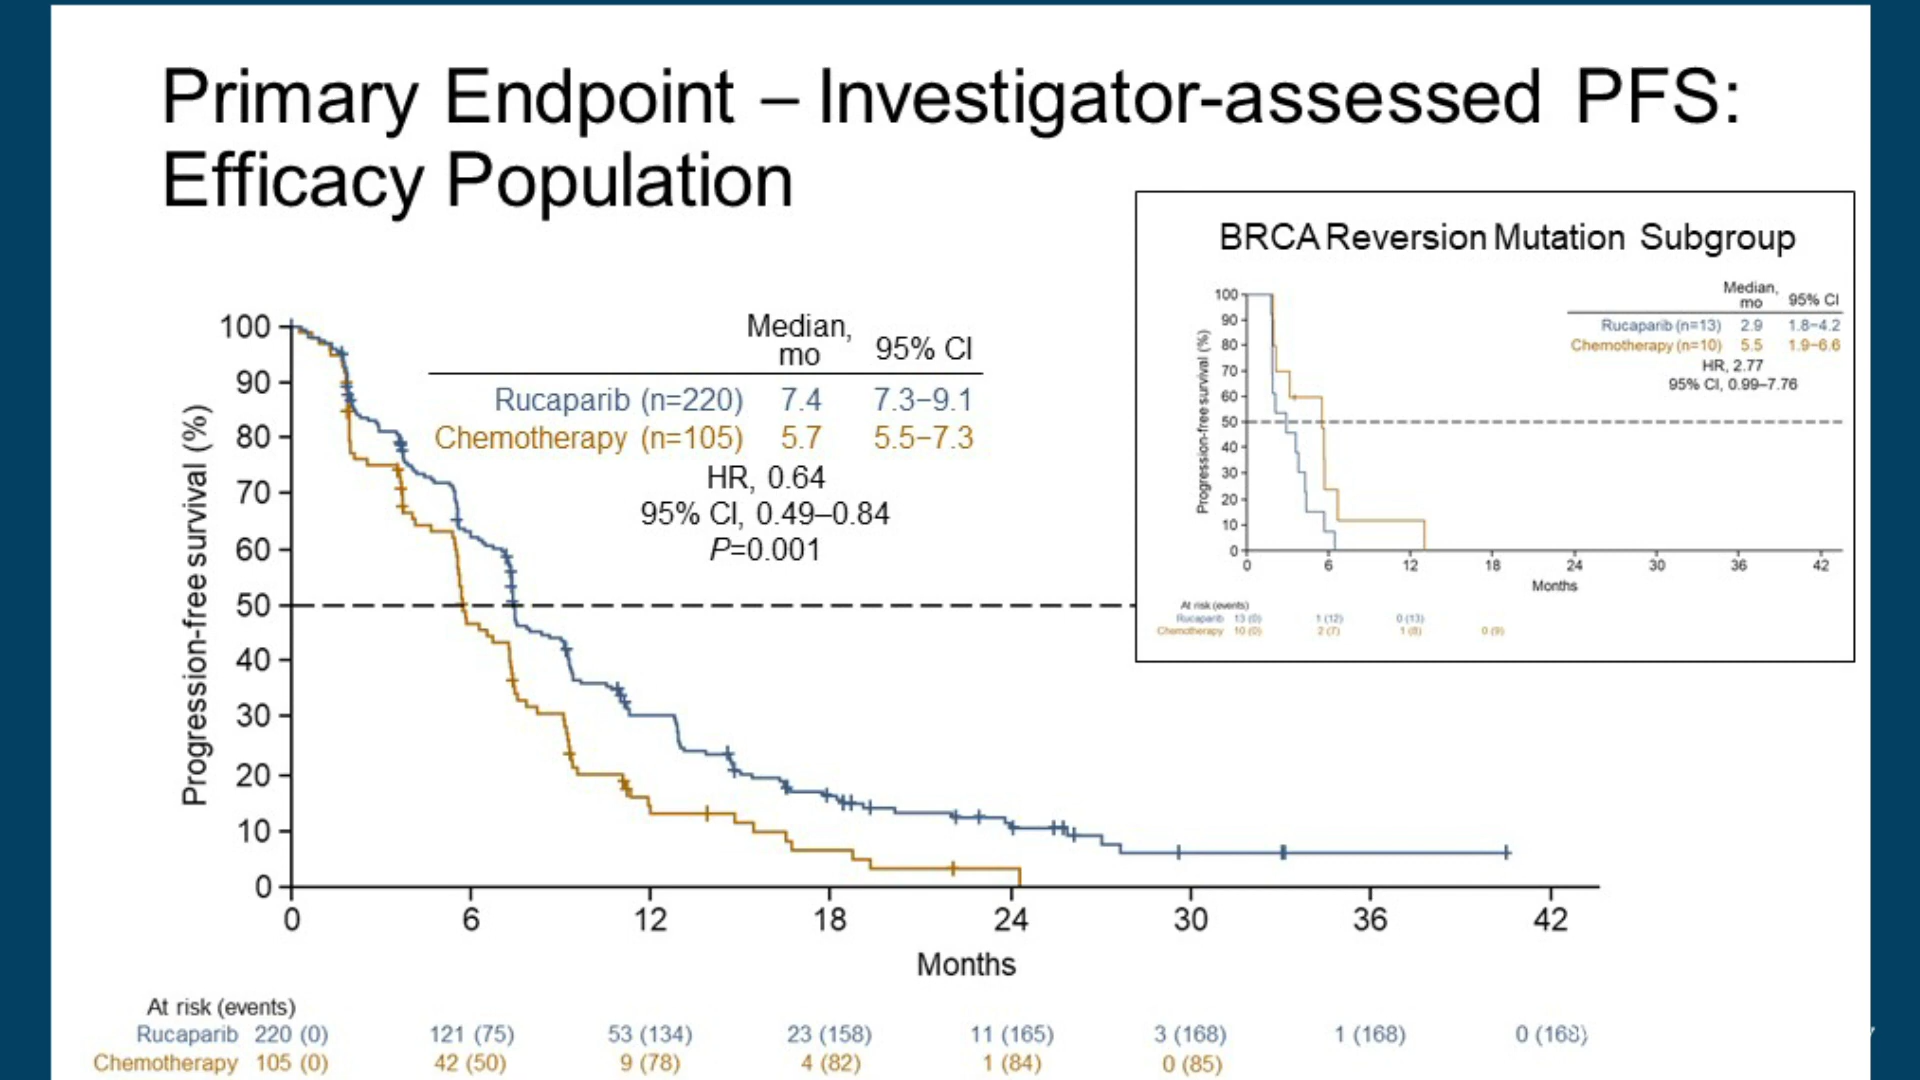 Primary Endpoint – Investigator-assessed PFS:
Efficacy Population
Progression-free survival (%)
100
90
80
70
60
50
40
30
20
10
0
0 6 12 18 24 30 36 42
Months
Median,
mo 95% CI
Rucaparib (n=220) 7.4 7.3–9.1
Chemotherapy (n=105) 5.7 5.5–7.3
HR, 0.64
95% CI, 0.49–0.84
P=0.001
At risk (events)
Rucaparib 220 (0) 121 (75) 53 (134) 23 (158) 11 (165) 3 (168) 1 (168) 0 (168)
Chemotherapy 105 (0) 42 (50) 9 (78) 4 (82) 1 (84) 0 (85)
BRCA Reversion Mutation Subgroup
Progression-free survival (%)
100
90
80
70
60
50
40
30
20
10
0
0 6 12 18 24 30 36 42
Months
Median,
mo 95% CI
Rucaparib (n=13) 2.9 1.8–4.2
Chemotherapy (n=10) 5.5 1.9–6.6
HR, 2.77
95% CI, 0.99–7.76
At risk (events)
Rucaparib 13 (0) 1 (12) 0 (13)
Chemotherapy 10 (0) 2 (7) 1 (8) 0 (9)